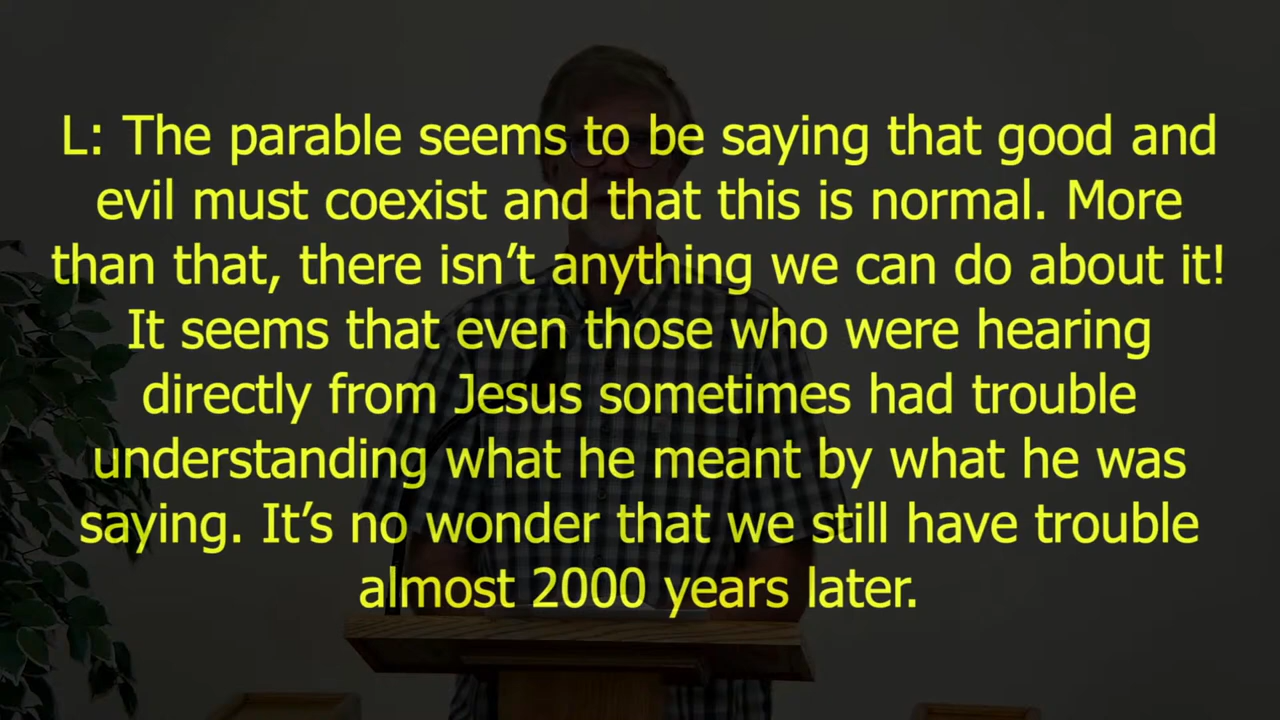 L: The parable seems to be saying that good and
evil must coexist and that this is normal. More
than that, there isn’t anything we can do about it!
It seems that even those who were hearing
directly from Jesus sometimes had trouble
understanding what he meant by what he was
saying. It’s no wonder that we still have trouble
almost 2000 years later.